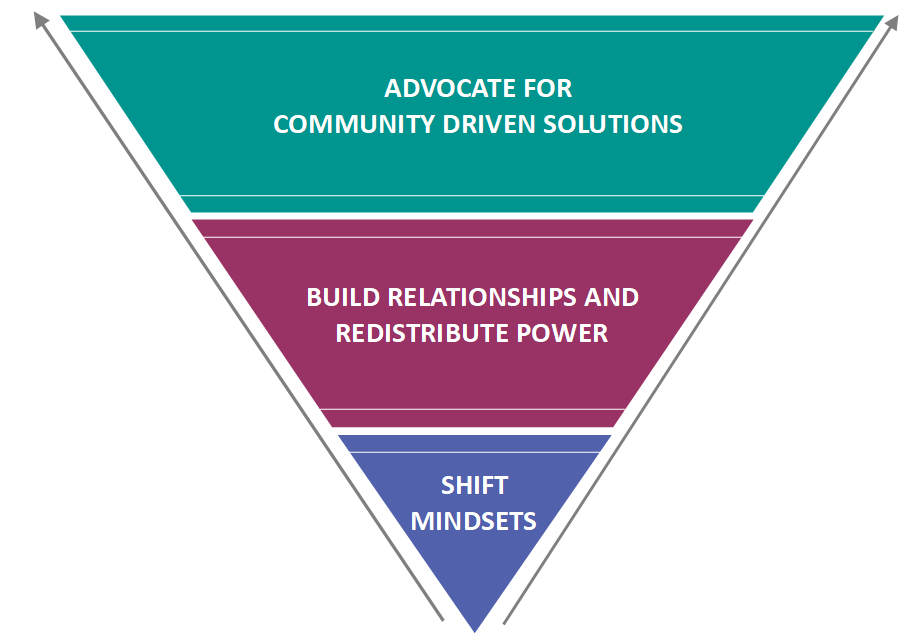 ADVOCATE FOR
COMMUNITY DRIVEN SOLUTIONS
BUILD RELATIONSHIPS AND
REDISTRIBUTE POWER
SHIFT
MINDSETS